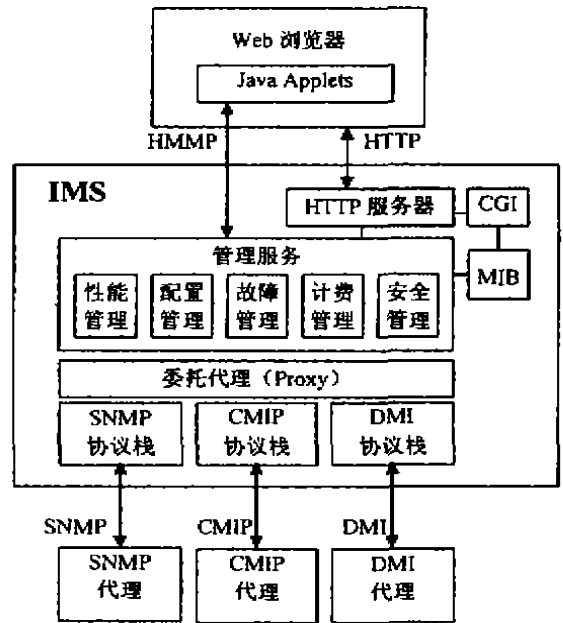 Web 浏览器
Java Applets
HMMP
HTTP
IMS
HTTP 服务器
CGI
管理服务
MIB
性能
管理
配置
管理
故障
管理
计费
管理
安全
管理
委托代理（Proxy）
SNMP
协议栈
CMIP
协议栈
DMI
协议栈
SNMP
CMIP
DMI
SNMP
代理
CMIP
代理
DMI
代理